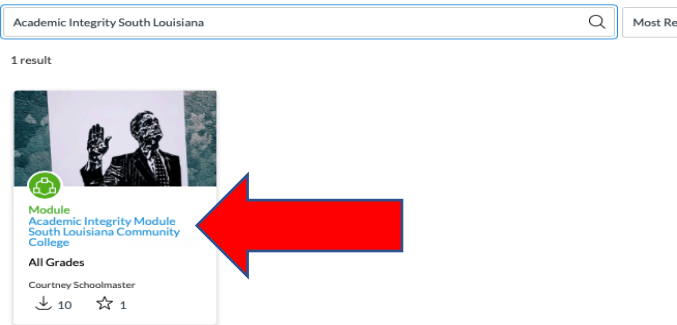 Academic Integrity South Louisiana
Most Re
1 result
Module
Academic Integrity Module
South Louisiana Community
College
All Grades
Courtney Schoolmaster
10 1